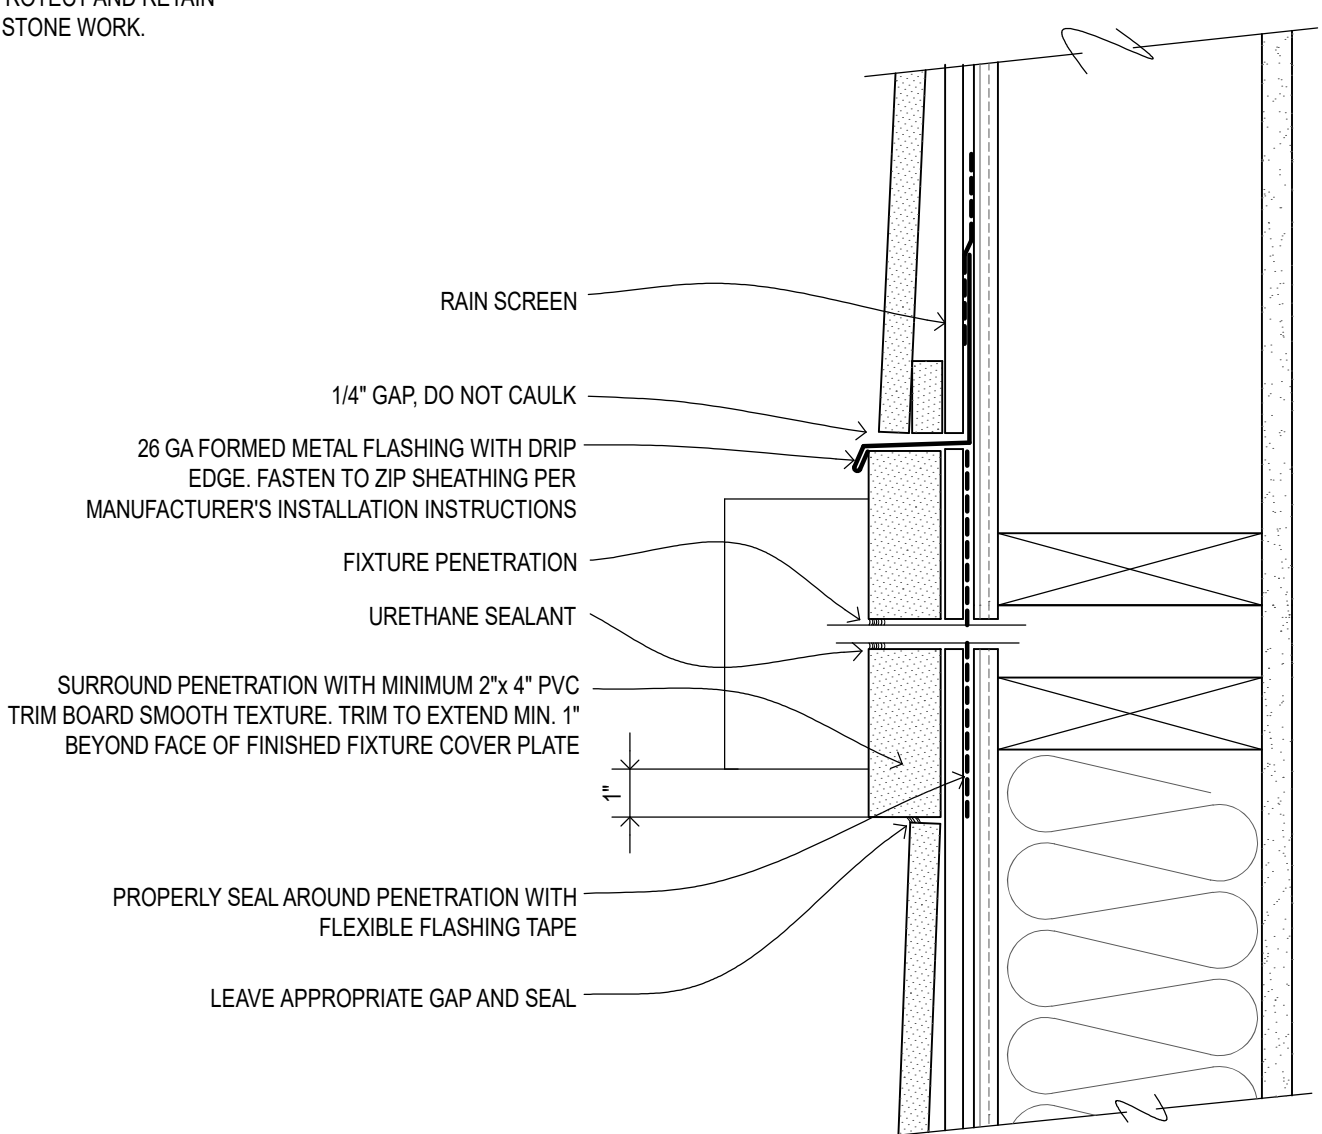 AND RETAIN
STONE WORK.
RAIN SCREEN
1/4" GAP, DO NOT CAULK
26 GA FORMED METAL FLASHING WITH DRIP
EDGE. FASTEN TO ZIP SHEATHING PER
MANUFACTURER'S INSTALLATION INSTRUCTIONS
FIXTURE PENETRATION
URETHANE SEALANT
SURROUND PENETRATION WITH MINIMUM 2"x 4" PVC
TRIM BOARD SMOOTH TEXTURE. TRIM TO EXTEND MIN. 1"
BEYOND FACE OF FINISHED FIXTURE COVER PLATE
1"
PROPERLY SEAL AROUND PENETRATION WITH
FLEXIBLE FLASHING TAPE
LEAVE APPROPRIATE GAP AND SEAL